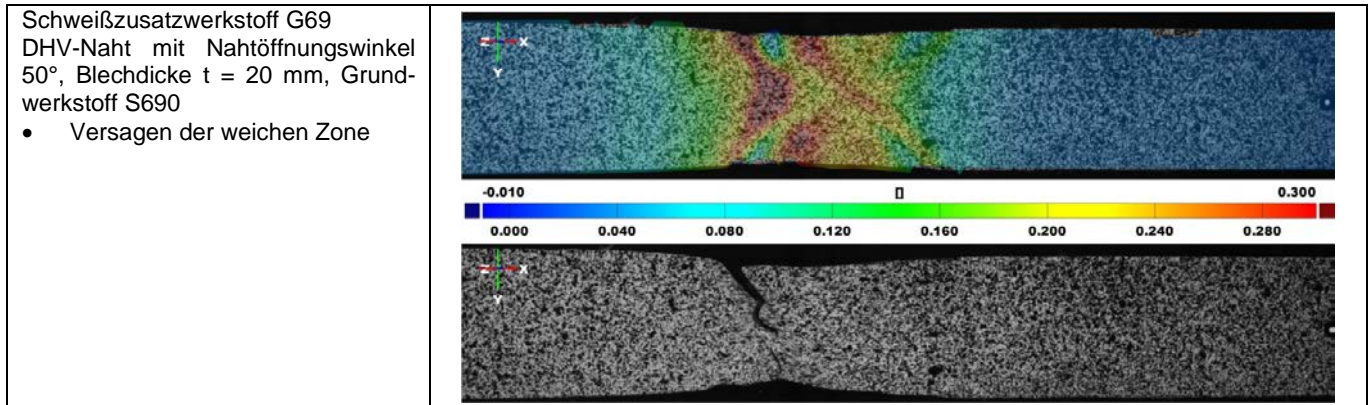 Schweißzusatzwerkstoff G69
DHV-Naht mit Nahtöffnungswinkel
50°, Blechdicke t = 20 mm, Grund-
werkstoff S690
• Versagen der weichen Zone
Z X
Y
-0.010 [] 0.300
0.000 0.040 0.080 0.120 0.160 0.200 0.240 0.280
Z X
Y